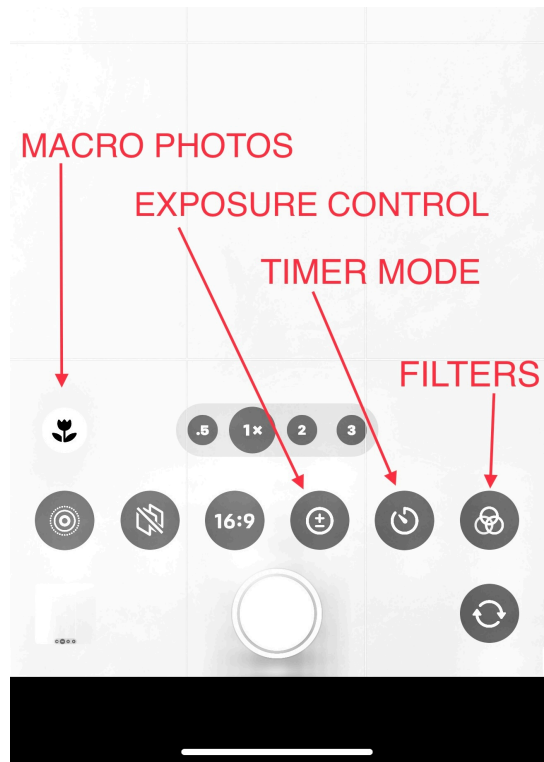 MACRO PHOTOS
EXPOSURE CONTROL
TIMER MODE
FILTERS
.5 1× 2 3
16:9